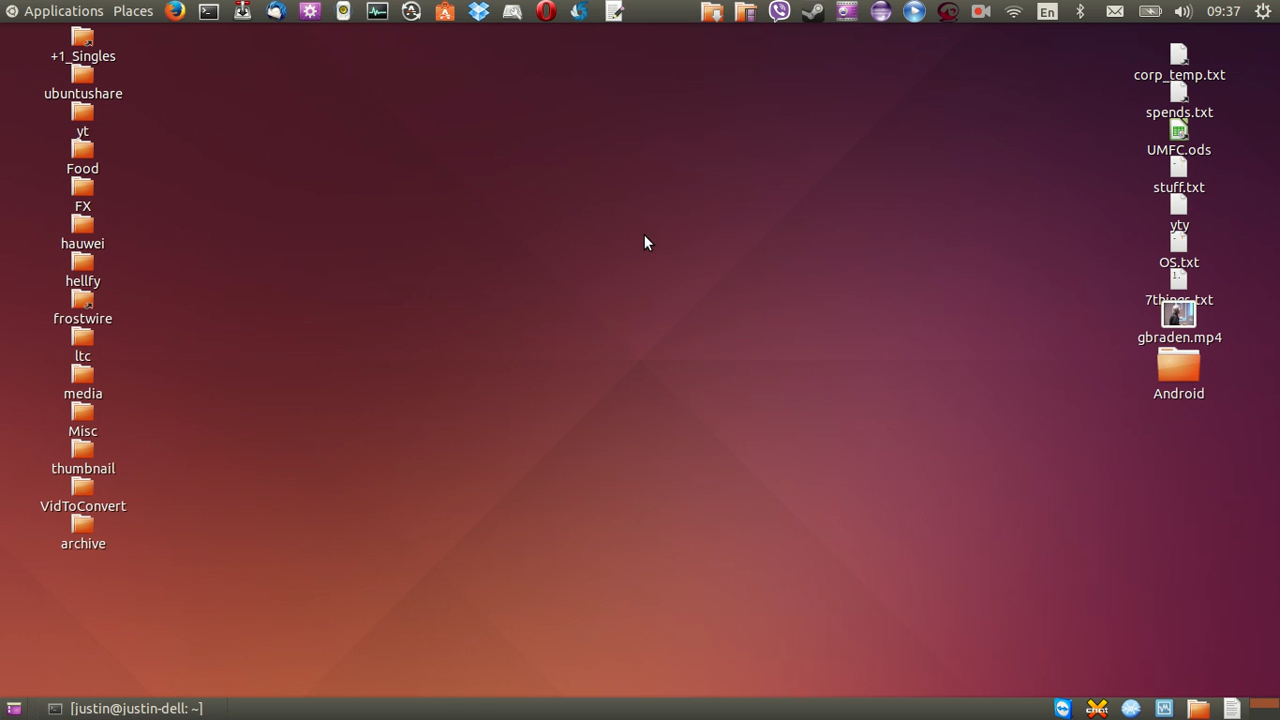 Applications Places En 09:37
+1_Singles
ubuntushare
yt
Food
FX
hauwei
hellfy
frostwire
ltc
media
Misc
thumbnail
VidToConvert
archive
corp_temp.txt
spends.txt
UMFC.ods
stuff.txt
yty
OS.txt
7things.txt
gbraden.mp4
Android
[justin@justin-dell: ~]
X
chat